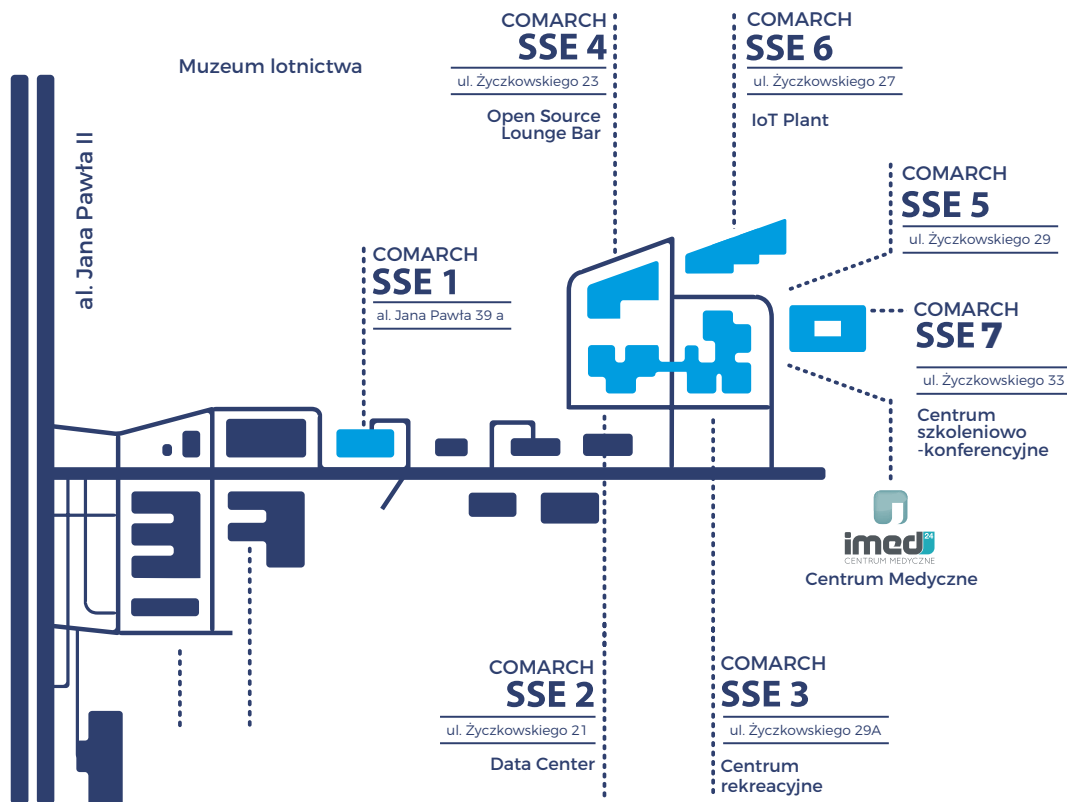 Muzeum lotnictwa
al. Jana Pawła II
COMARCH
SSE 4
ul. Życzkowskiego 23
Open Source
Lounge Bar
COMARCH
SSE 6
ul. Życzkowskiego 27
IoT Plant
COMARCH
SSE 5
ul. Życzkowskiego 29
COMARCH
SSE 1
al. Jana Pawła 39 a
COMARCH
SSE 7
ul. Życzkowskiego 33
Centrum
szkoleniowo
-konferencyjne
imed 24
CENTRUM MEDYCZNE
Centrum Medyczne
COMARCH
SSE 2
ul. Życzkowskiego 21
Data Center
COMARCH
SSE 3
ul. Życzkowskiego 29A
Centrum
rekreacyjne